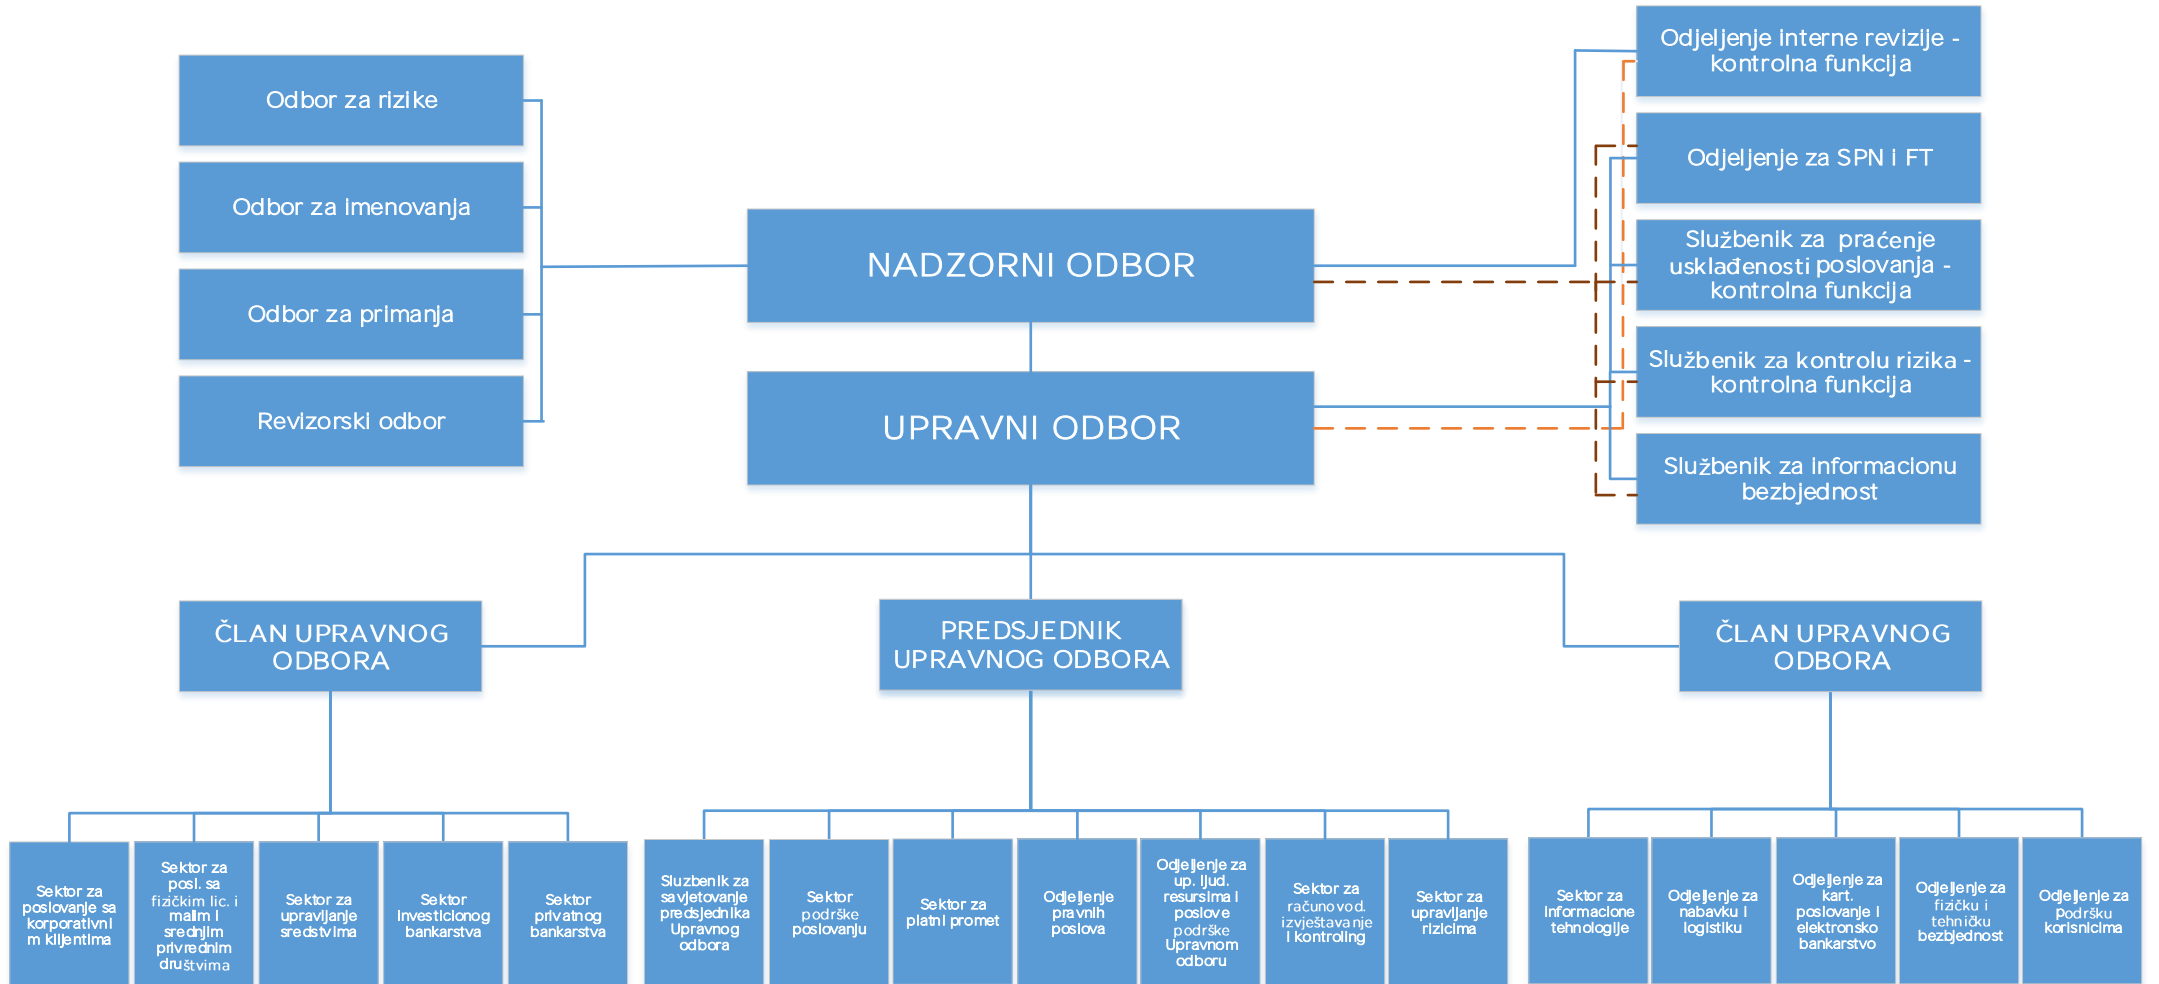 Odbor za rizike
Odbor za imenovanja
Odbor za primanja
Revizorski odbor
NADZORNI ODBOR
UPRAVNI ODBOR
Odjeljenje interne revizije -
kontrolna funkcija
Odjeljenje za SPN i FT
Službenik za praćenje
usklađenosti poslovanja -
kontrolna funkcija
Službenik za kontrolu rizika -
kontrolna funkcija
Službenik za informacionu
bezbjednost
ČLAN UPRAVNOG
ODBORA
PREDSJEDNIK
UPRAVNOG ODBORA
ČLAN UPRAVNOG
ODBORA
Sektor za
poslovanje sa
korporativni
m klijentima
Sektor za
posl. sa
fizičkim lic. i
malim i
srednjim
privrednim
društvima
Sektor za
upravljanje
sredstvima
Sektor
investicionog
bankarstva
Sektor
privatnog
bankarstva
Sluzbenik za
savjetovanje
predsjednika
Upravnog
odbora
Sektor
podrške
poslovanju
Sektor za
platni promet
Odjeljenje
pravnih
poslova
Odjeljenje za
up. ljud.
resursima i
poslove
podrške
Upravnom
odboru
Sektor za
računovod.
izvještavanje
i kontroling
Sektor za
upravljanje
rizicima
Sektor za
informacione
tehnologije
Odjeljenje za
nabavku i
logistiku
Odjeljenje za
kart.
poslovanje i
elektronsko
bankarstvo
Odjeljenje za
fizičku i
tehničku
bezbjednost
Odjeljenje za
podršku
korisnicima